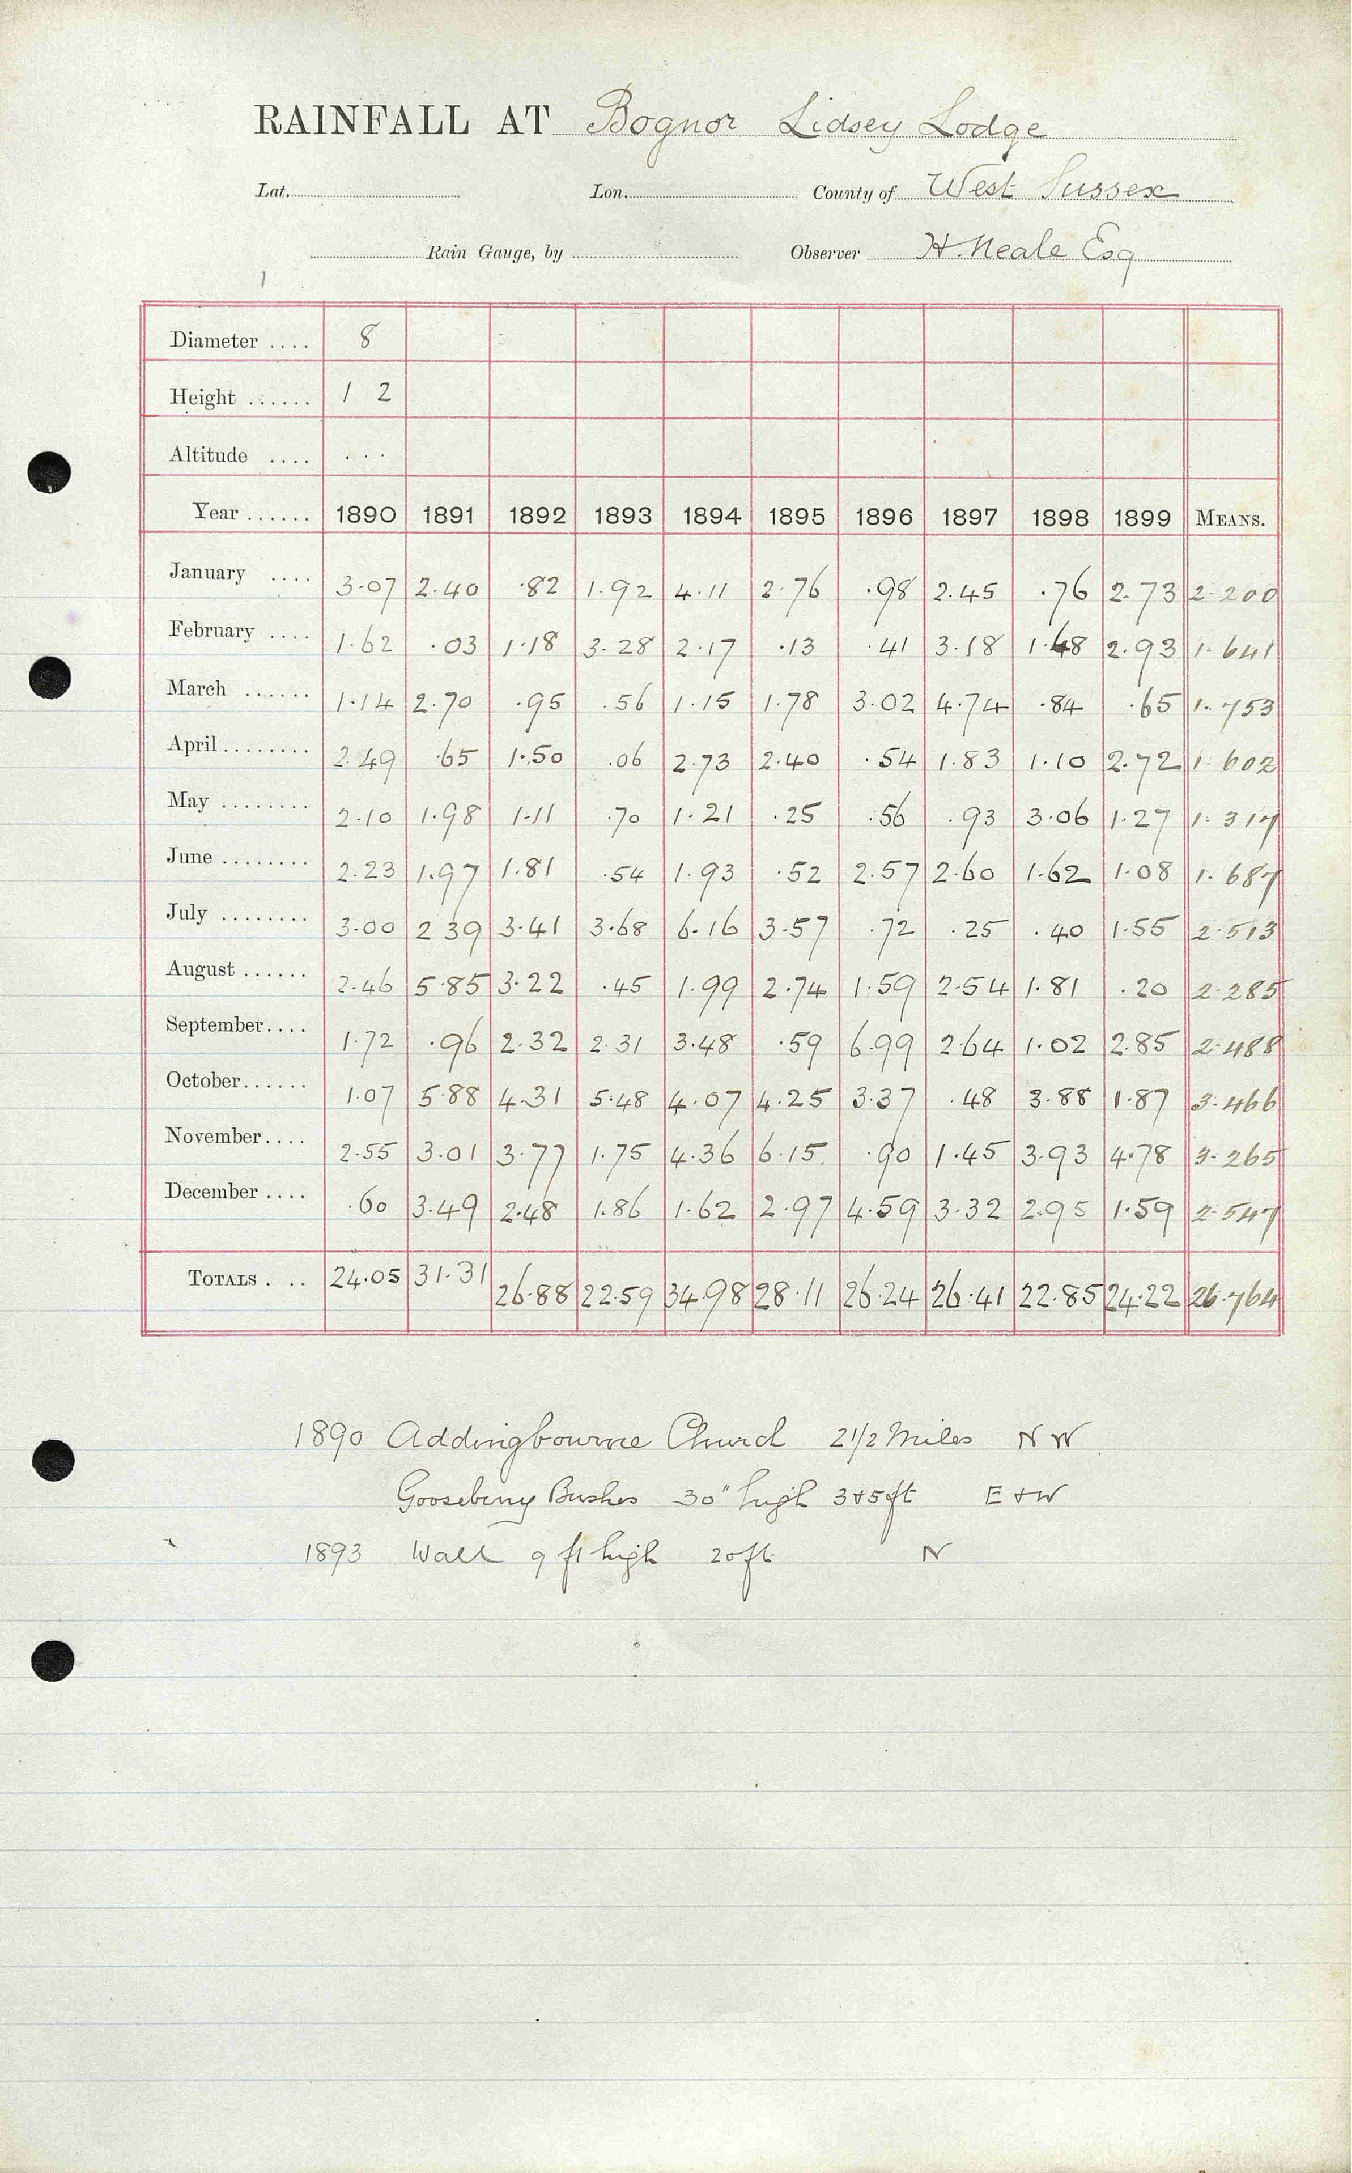 RAINFALL AT Bognor Lidsey Lodge
Lat. Lon. County of West Sussex
Rain Gauge, by Observer H. Neale Esq
1
Diameter .... 8
Height ...... 1 2
Altitude .... . . .
Year ...... 1890 1891 1892 1893 1894 1895 1896 1897 1898 1899 MEANS.
January .... 3.07 2.40 .82 1.92 4.11 2.76 .98 2.45 .76 2.73 2.200
February .... 1.62 .03 1.18 3.28 2.17 .13 .41 3.18 1.48 2.93 1.641
March ...... 1.14 2.70 .95 .56 1.15 1.78 3.02 4.74 .84 .65 1.753
April ........ 2.49 .65 1.50 .06 2.73 2.40 .54 1.83 1.10 2.72 1.602
May ........ 2.10 1.98 1.11 .70 1.21 .25 .56 .93 3.06 1.27 1.317
June ........ 2.23 1.97 1.81 .54 1.93 .52 2.57 2.60 1.62 1.08 1.687
July ........ 3.00 2 39 3.41 3.68 6.16 3.57 .72 .25 .40 1.55 2.513
August ...... 2.46 5.85 3.22 .45 1.99 2.74 1.59 2.54 1.81 .20 2.285
September .... 1.72 .96 2.32 2.31 3.48 .59 6.99 2.64 1.02 2.85 2.488
October ...... 1.07 5.88 4.31 5.48 4.07 4.25 3.37 .48 3.88 1.87 3.466
November .... 2.55 3.01 3.77 1.75 4.36 6.15 .90 1.45 3.93 4.78 3.265
December .... .60 3.49 2.48 1.86 1.62 2.97 4.59 3.32 2.95 1.59 2.547
TOTALS . .. 24.05 31.31 26.88 22.59 34.98 28.11 26.24 26.41 22.85 24.22 26.764
1890 Addingbourne Church 2 1/2 Miles N W
Gooseberry Bushes 30" high 3 & 5 ft E & W
1893 Wall 9 ft high 20 ft N